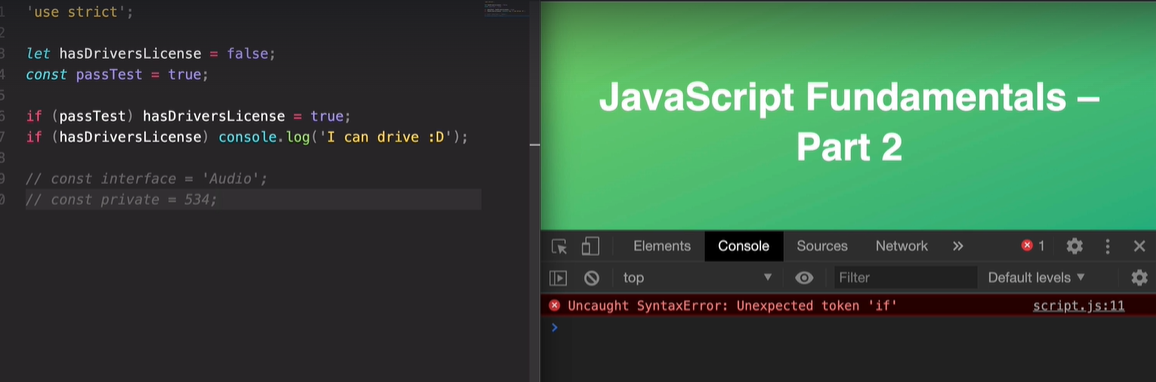 1 'use strict';
2
3 let hasDriversLicense = false;
4 const passTest = true;
5
6 if (passTest) hasDriversLicense = true;
7 if (hasDriversLicense) console.log('I can drive :D');
8
9 // const interface = 'Audio';
0 // const private = 534;
JavaScript Fundamentals –
Part 2
Elements Console Sources Network » 1
top Filter Default levels
Uncaught SyntaxError: Unexpected token 'if' script.js:11